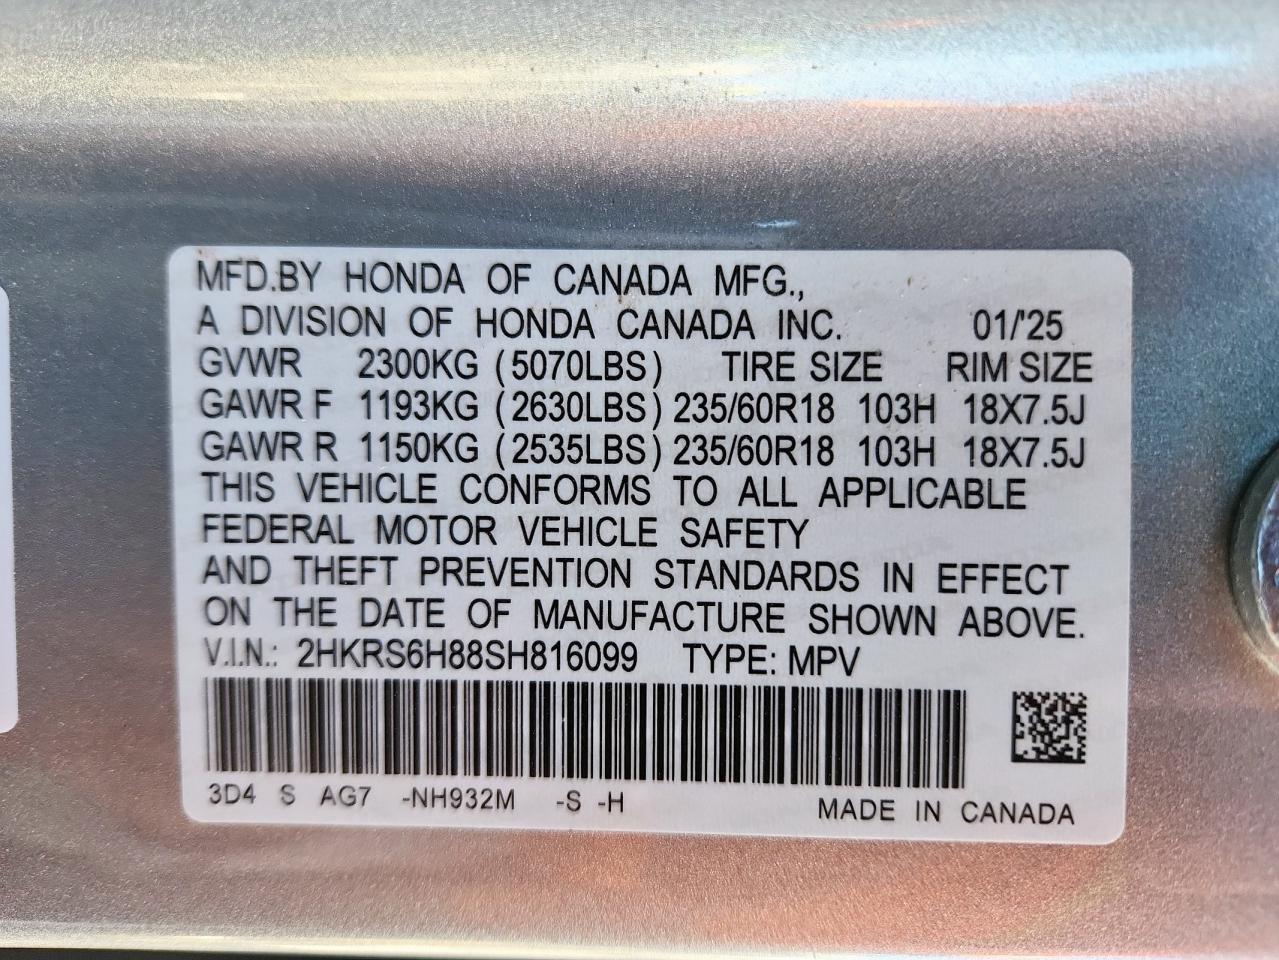 MFD.BY HONDA OF CANADA MFG.,
A DIVISION OF HONDA CANADA INC. 01/'25
GVWR 2300KG (5070LBS) TIRE SIZE RIM SIZE
GAWR F 1193KG (2630LBS) 235/60R18 103H 18X7.5J
GAWR R 1150KG (2535LBS) 235/60R18 103H 18X7.5J
THIS VEHICLE CONFORMS TO ALL APPLICABLE
FEDERAL MOTOR VEHICLE SAFETY
AND THEFT PREVENTION STANDARDS IN EFFECT
ON THE DATE OF MANUFACTURE SHOWN ABOVE.
V.I.N.: 2HKRS6H88SH816099 TYPE: MPV
3D4 S AG7 -NH932M -S -H MADE IN CANADA